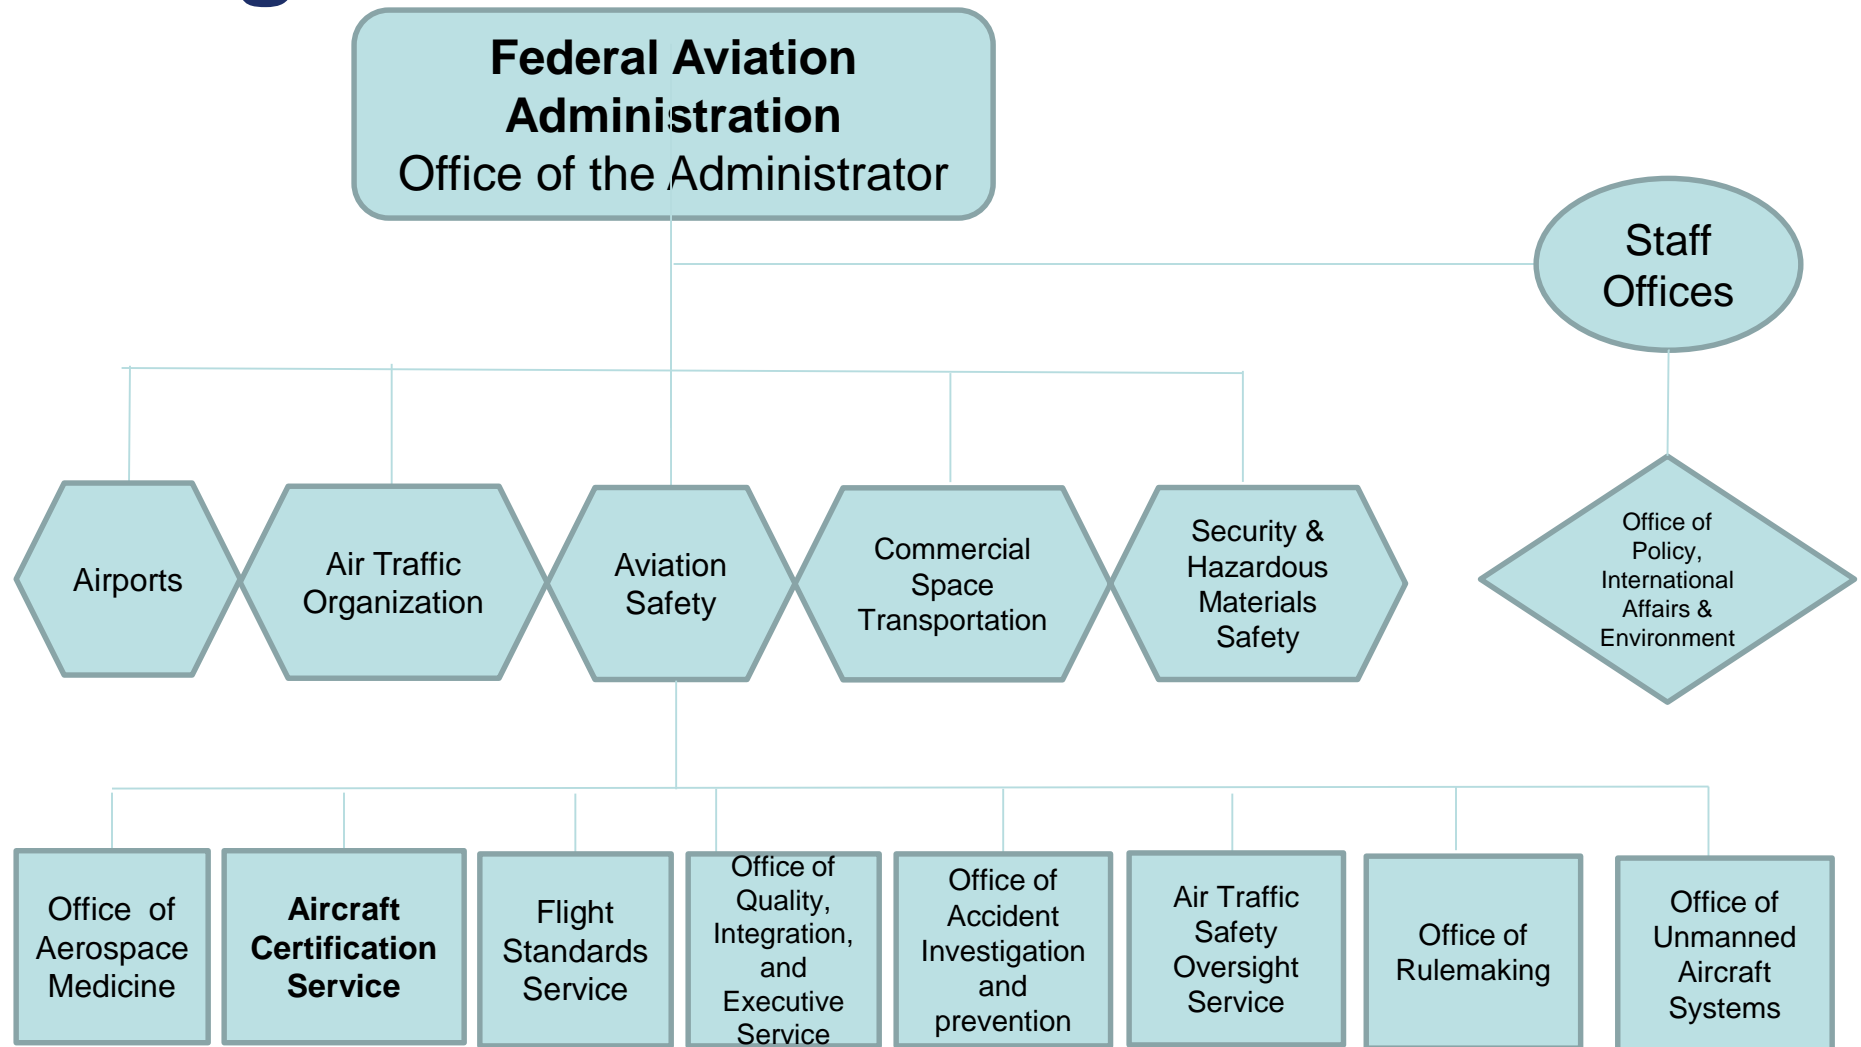 Federal Aviation
Administration
Office of the Administrator
Staff
Offices
Airports
Air Traffic
Organization
Aviation
Safety
Commercial
Space
Transportation
Security &
Hazardous
Materials
Safety
Office of
Policy,
International
Affairs &
Environment
Office of
Aerospace
Medicine
Aircraft
Certification
Service
Flight
Standards
Service
Office of
Quality,
Integration,
and
Executive
Service
Office of
Accident
Investigation
and
prevention
Air Traffic
Safety
Oversight
Service
Office of
Rulemaking
Office of
Unmanned
Aircraft
Systems